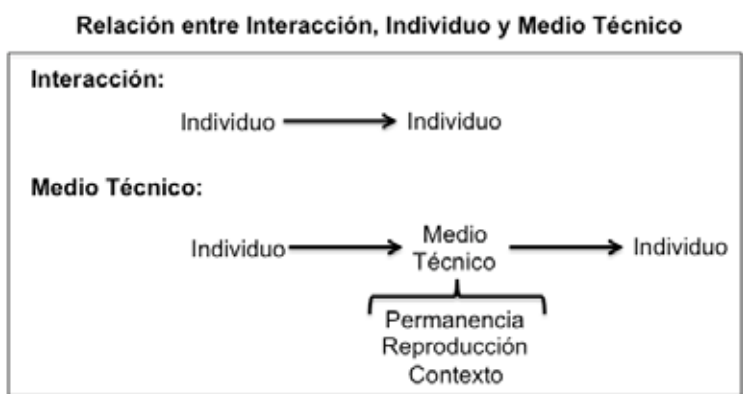 Relación entre Interacción, Individuo y Medio Técnico
Interacción:
Individuo Individuo
Medio Técnico:
Individuo Medio Técnico Individuo
Permanencia
Reproducción
Contexto